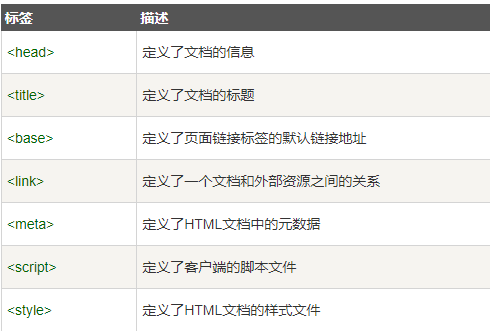 标签 描述
<head> 定义了文档的信息
<title> 定义了文档的标题
<base> 定义了页面链接标签的默认链接地址
<link> 定义了一个文档和外部资源之间的关系
<meta> 定义了HTML文档中的元数据
<script> 定义了客户端的脚本文件
<style> 定义了HTML文档的样式文件